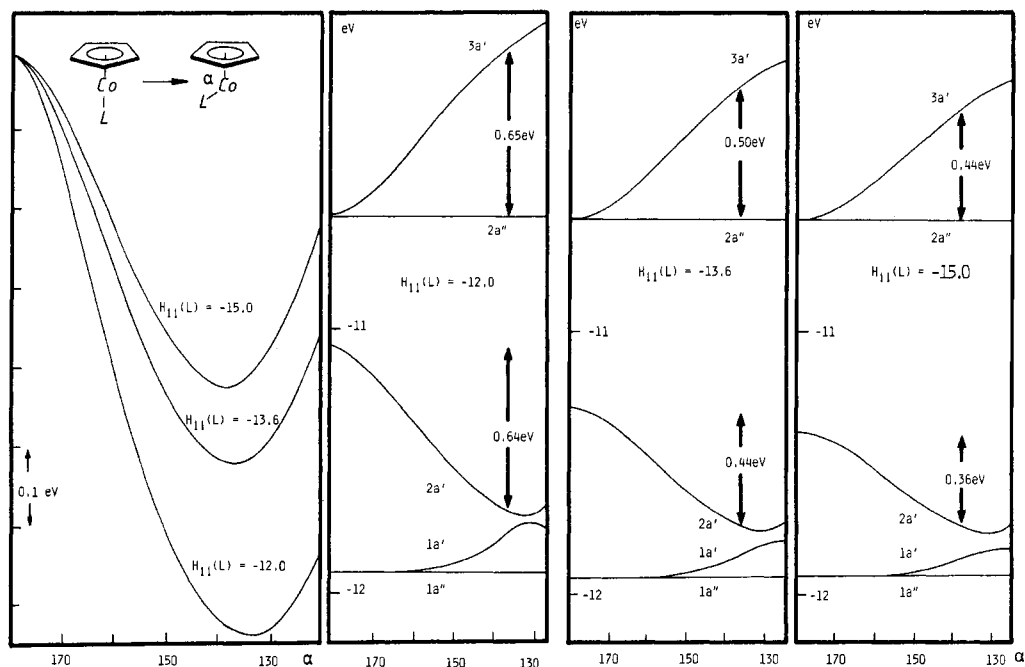 Co
L
α
Co
L
H11(L) = -15.0
H11(L) = -13.6
0.1 eV
H11(L) = -12.0
170
150
130
α
eV
3a'
0.65eV
2a"
H11(L) = -12.0
-11
0.64eV
2a'
1a'
1a"
-12
170
150
130
eV
3a'
0.50eV
2a"
H11(L) = -13.6
-11
0.44eV
2a'
1a'
-12
170
150
130
3a'
0.44eV
2a"
H11(L) = -15.0
-11
0.36eV
2a'
1a'
-12
170
150
130
α